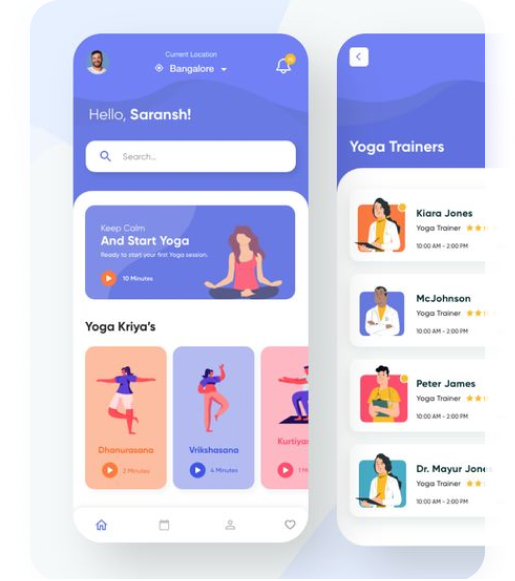 Current Location
Bangalore
Hello, Saransh!
Search...
Keep Calm
And Start Yoga
Ready to start your first Yoga session.
10 Minutes
Yoga Kriya's
Dhanurasana
2 Minutes
Vrikshasana
4 Minutes
Kurtiya
Yoga Trainers
Kiara Jones
Yoga Trainer
10:00 AM - 2:00 PM
McJohnson
Yoga Trainer
10:00 AM - 2:00 PM
Peter James
Yoga Trainer
10:00 AM - 2:00 PM
Dr. Mayur Jones
Yoga Trainer
10:00 AM - 2:00 PM